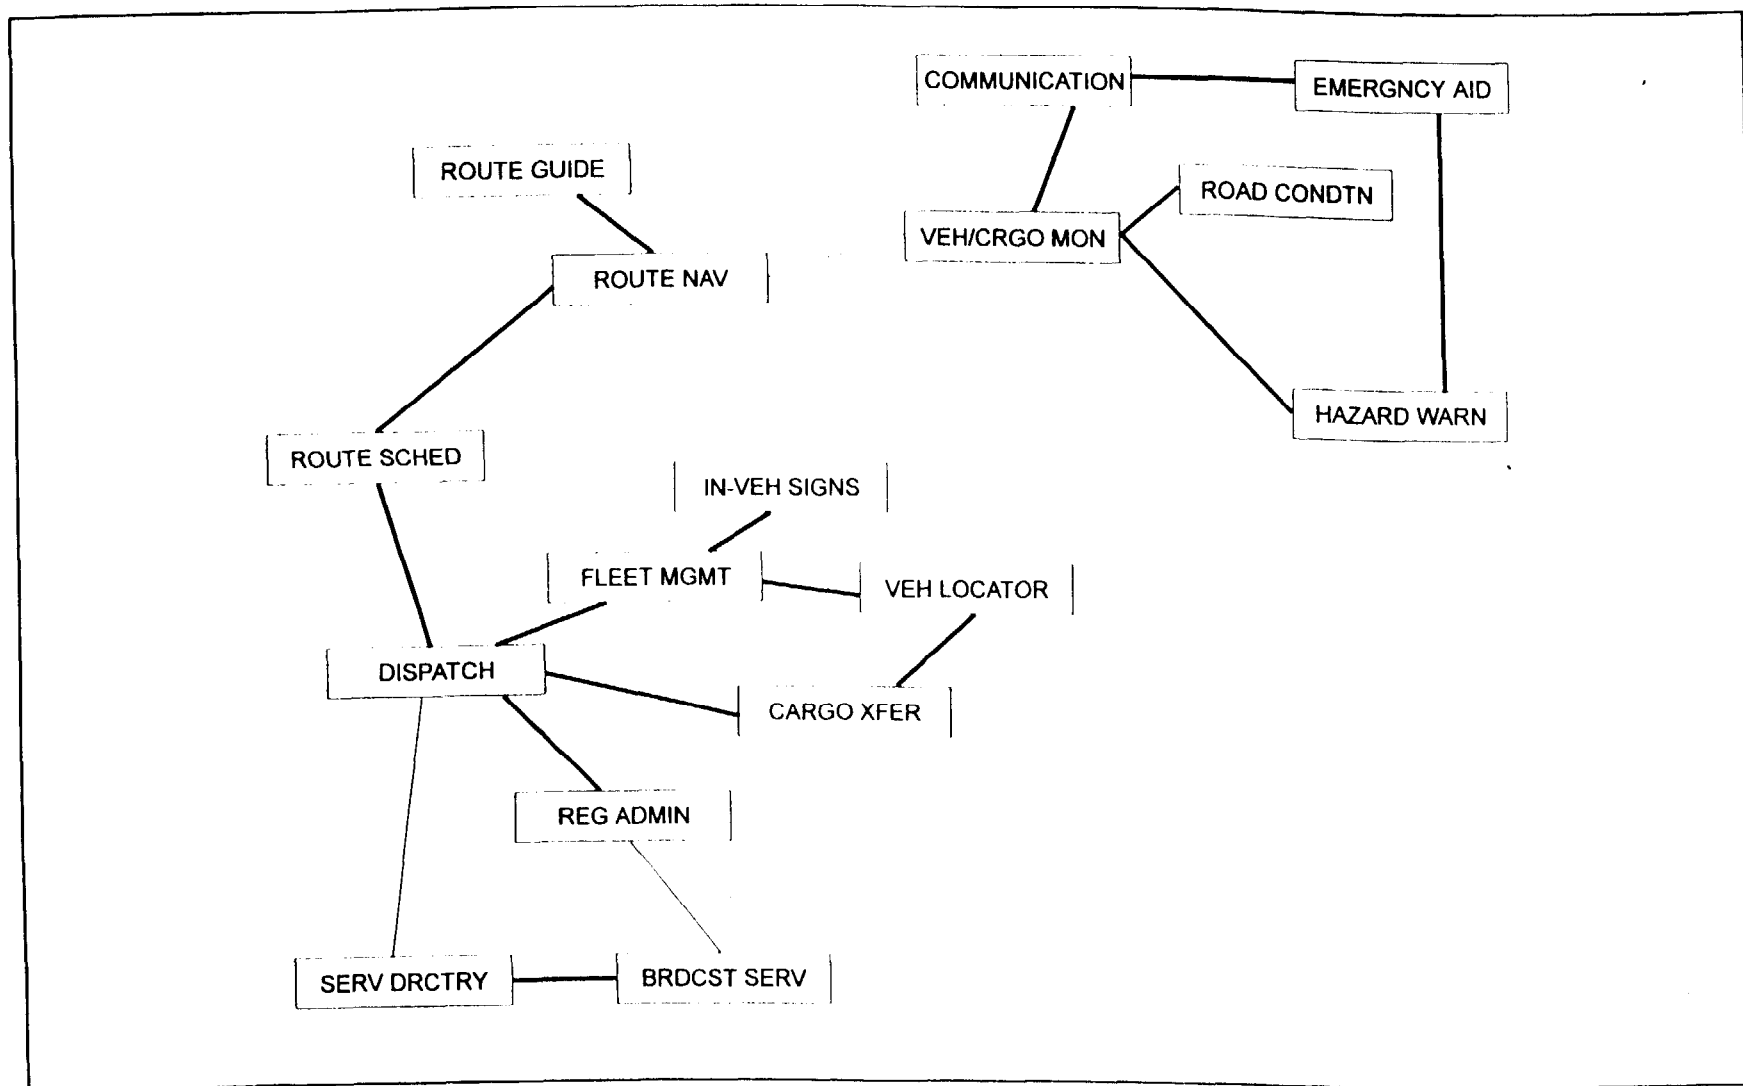 COMMUNICATION
EMERGNCY AID
ROUTE GUIDE
ROAD CONDTN
VEH/CRGO MON
ROUTE NAV
HAZARD WARN
ROUTE SCHED
IN-VEH SIGNS
FLEET MGMT
VEH LOCATOR
DISPATCH
CARGO XFER
REG ADMIN
SERV DRCTRY
BRDCST SERV